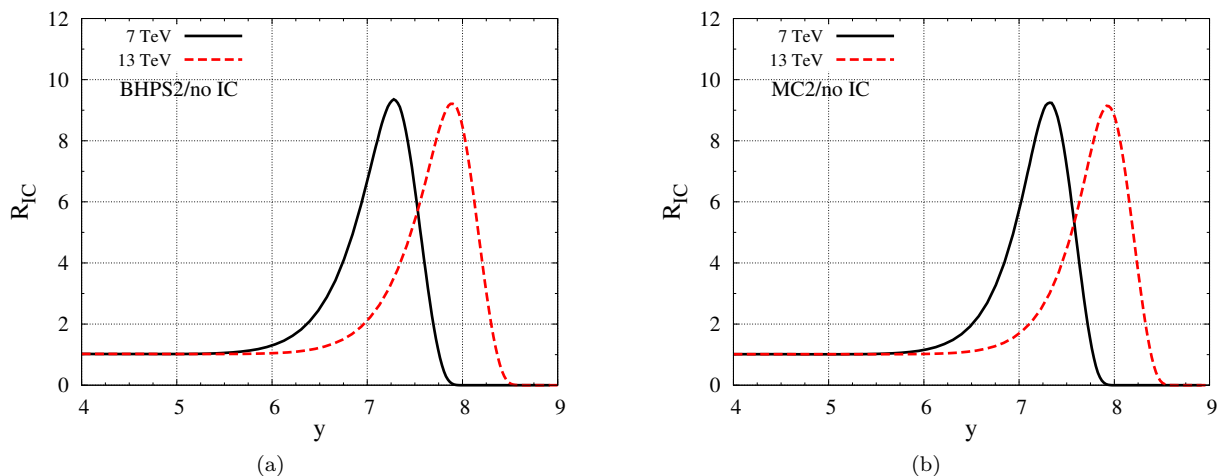 12
10
8
6
4
2
0
R_IC
7 TeV
13 TeV
BHPS2/no IC
4 5 6 7 8 9
y
(a)
12
10
8
6
4
2
0
R_IC
7 TeV
13 TeV
MC2/no IC
4 5 6 7 8 9
y
(b)